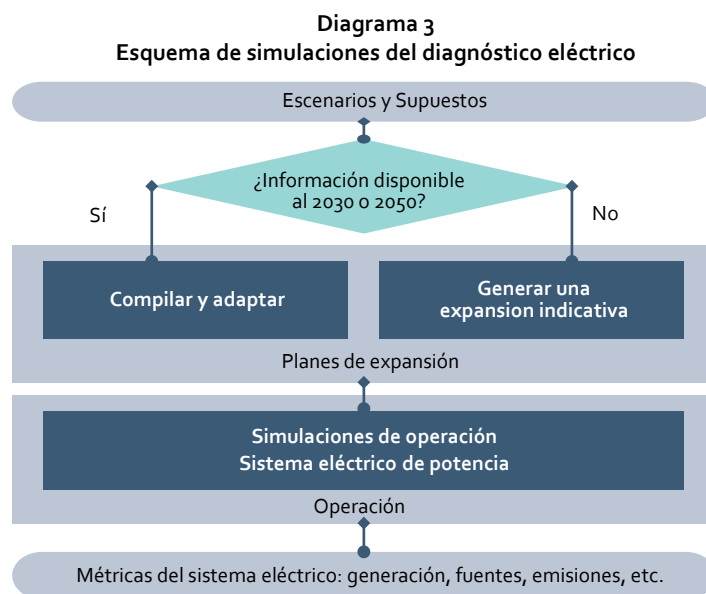 Diagrama 3
Esquema de simulaciones del diagnóstico eléctrico
Escenarios y Supuestos
¿Información disponible
al 2030 o 2050?
Sí
No
Compilar y adaptar
Generar una
expansion indicativa
Planes de expansión
Simulaciones de operación
Sistema eléctrico de potencia
Operación
Métricas del sistema eléctrico: generación, fuentes, emisiones, etc.